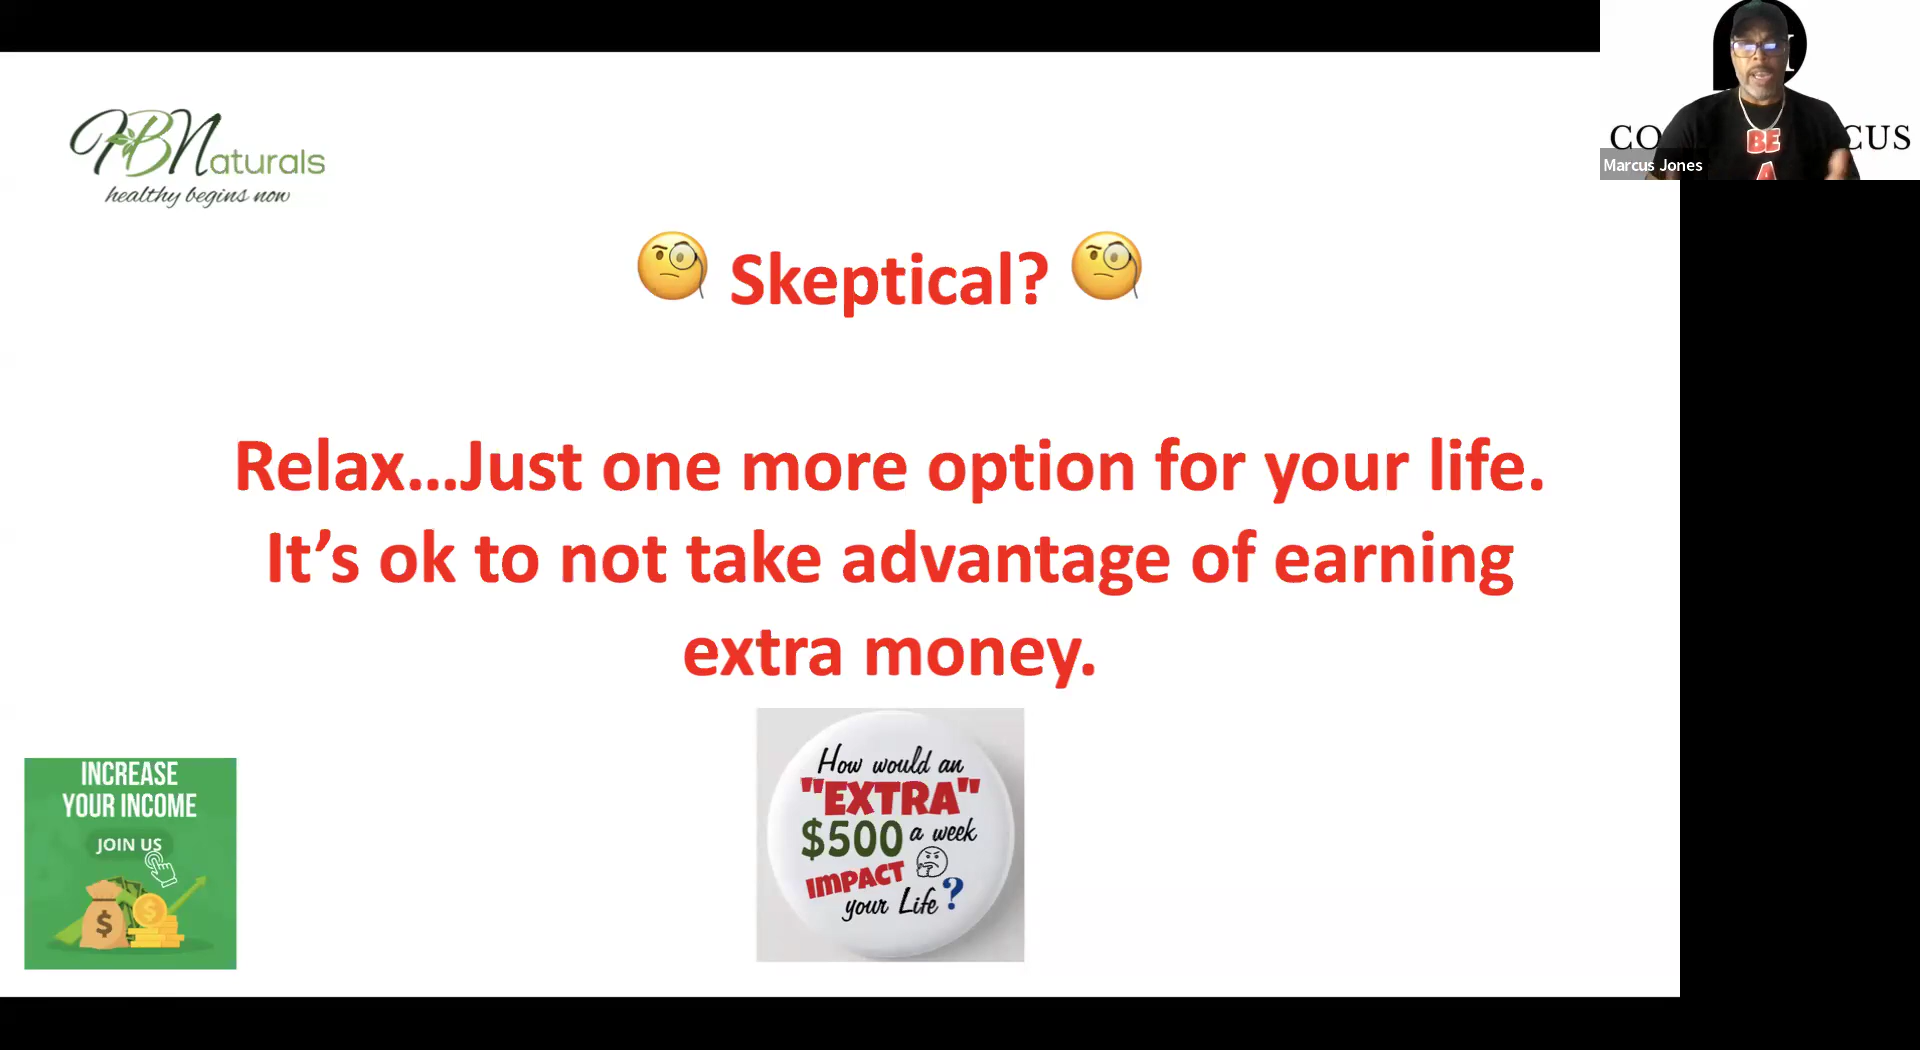 HBNaturals
healthy begins now
Skeptical?
Relax...Just one more option for your life.
It’s ok to not take advantage of earning
extra money.
INCREASE
YOUR INCOME
JOIN US
$
$
How would an
"EXTRA"
$500 a week
IMPACT
your Life?
CO
CUS
Marcus Jones
BE
A